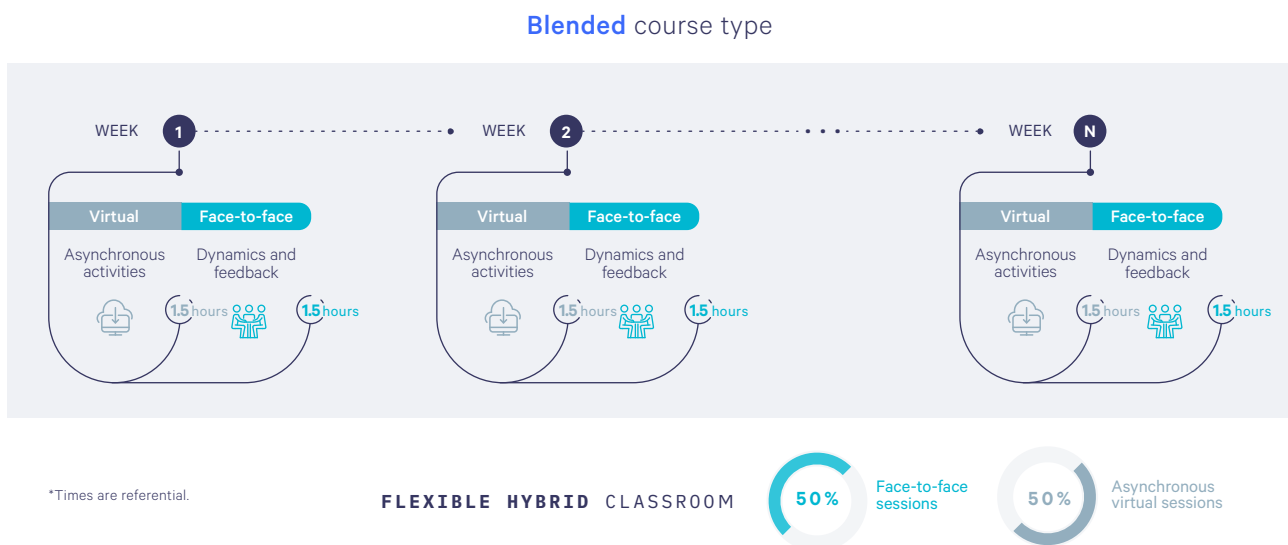 Blended course type
WEEK 1
WEEK 2
WEEK N
Virtual
Face-to-face
Asynchronous
activities
Dynamics and
feedback
1.5 hours
1.5 hours
Virtual
Face-to-face
Asynchronous
activities
Dynamics and
feedback
1.5 hours
1.5 hours
Virtual
Face-to-face
Asynchronous
activities
Dynamics and
feedback
1.5 hours
1.5 hours
*Times are referential.
FLEXIBLE HYBRID CLASSROOM
50%
Face-to-face
sessions
50%
Asynchronous
virtual sessions